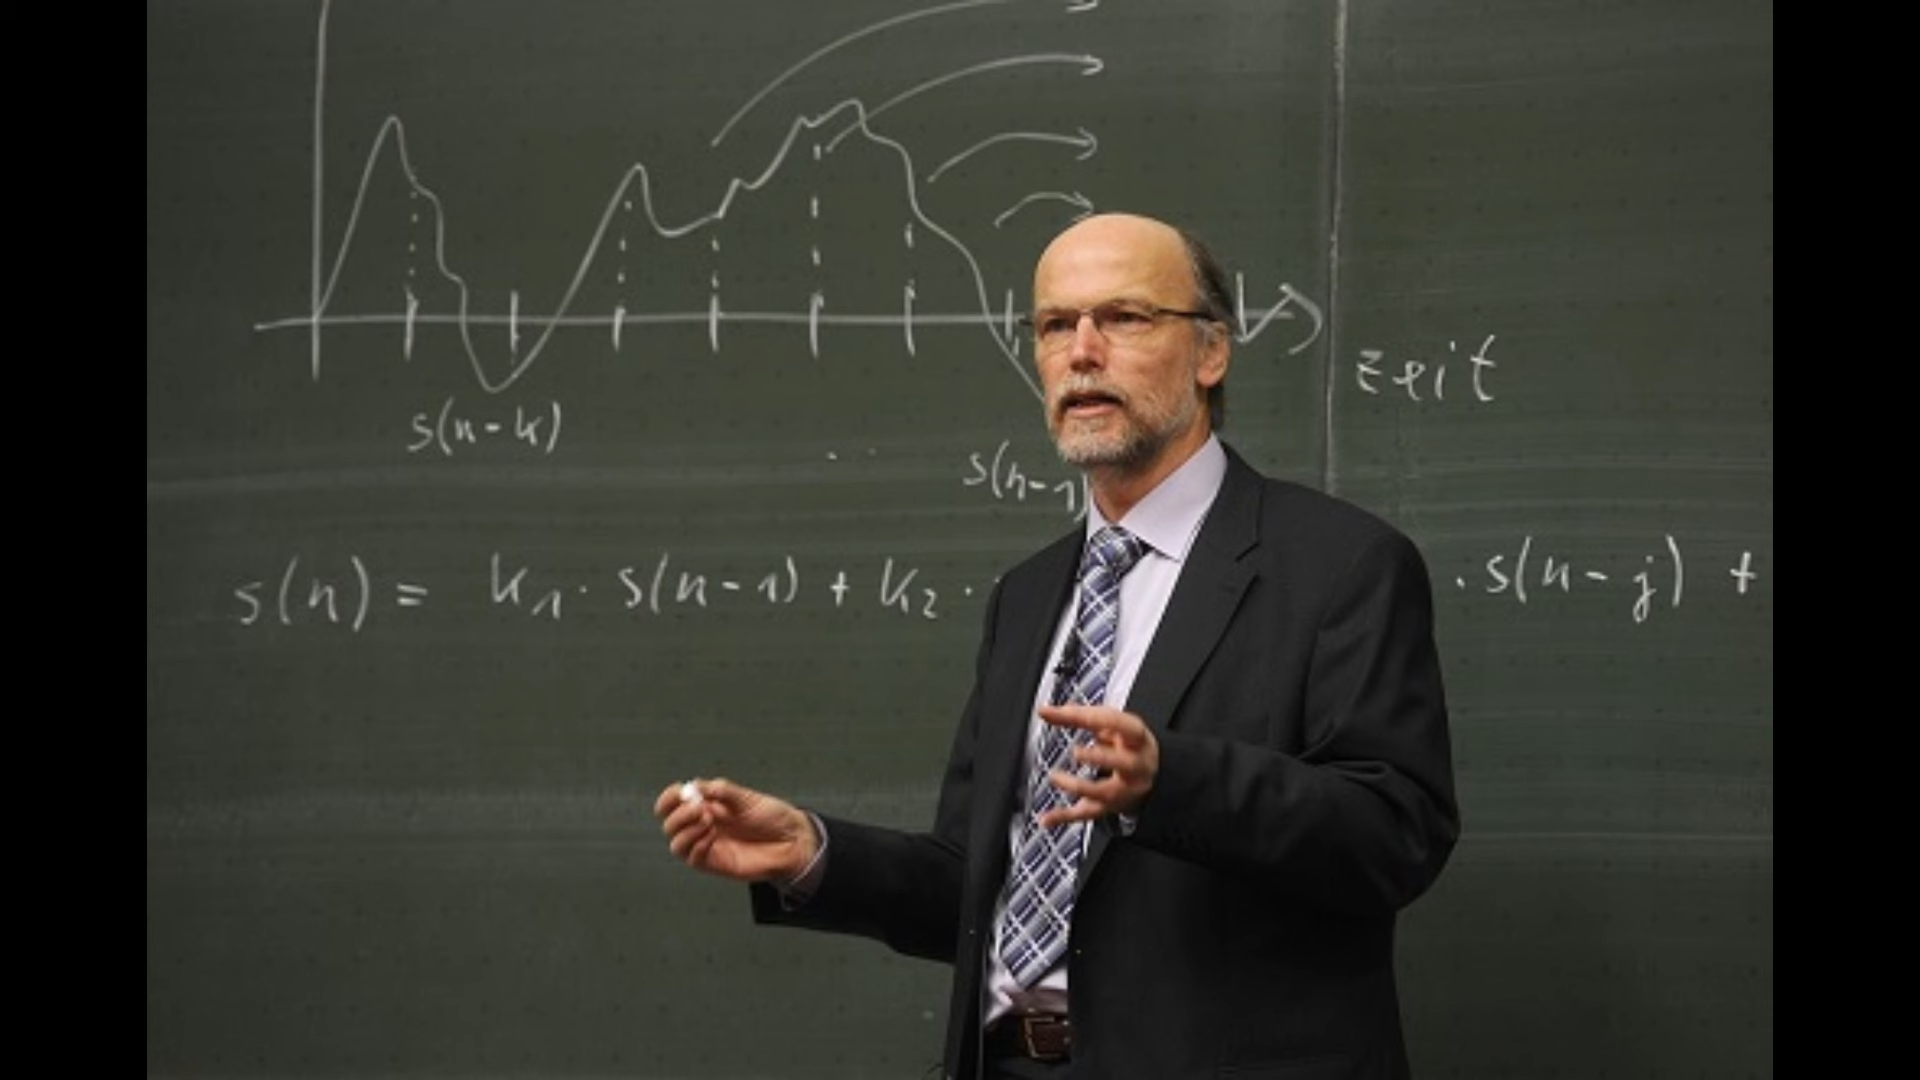 Zeit
s(n-k) .. s(n-1)
s(n) = k₁· s(n-1) + k₂ · · s(n-j) +